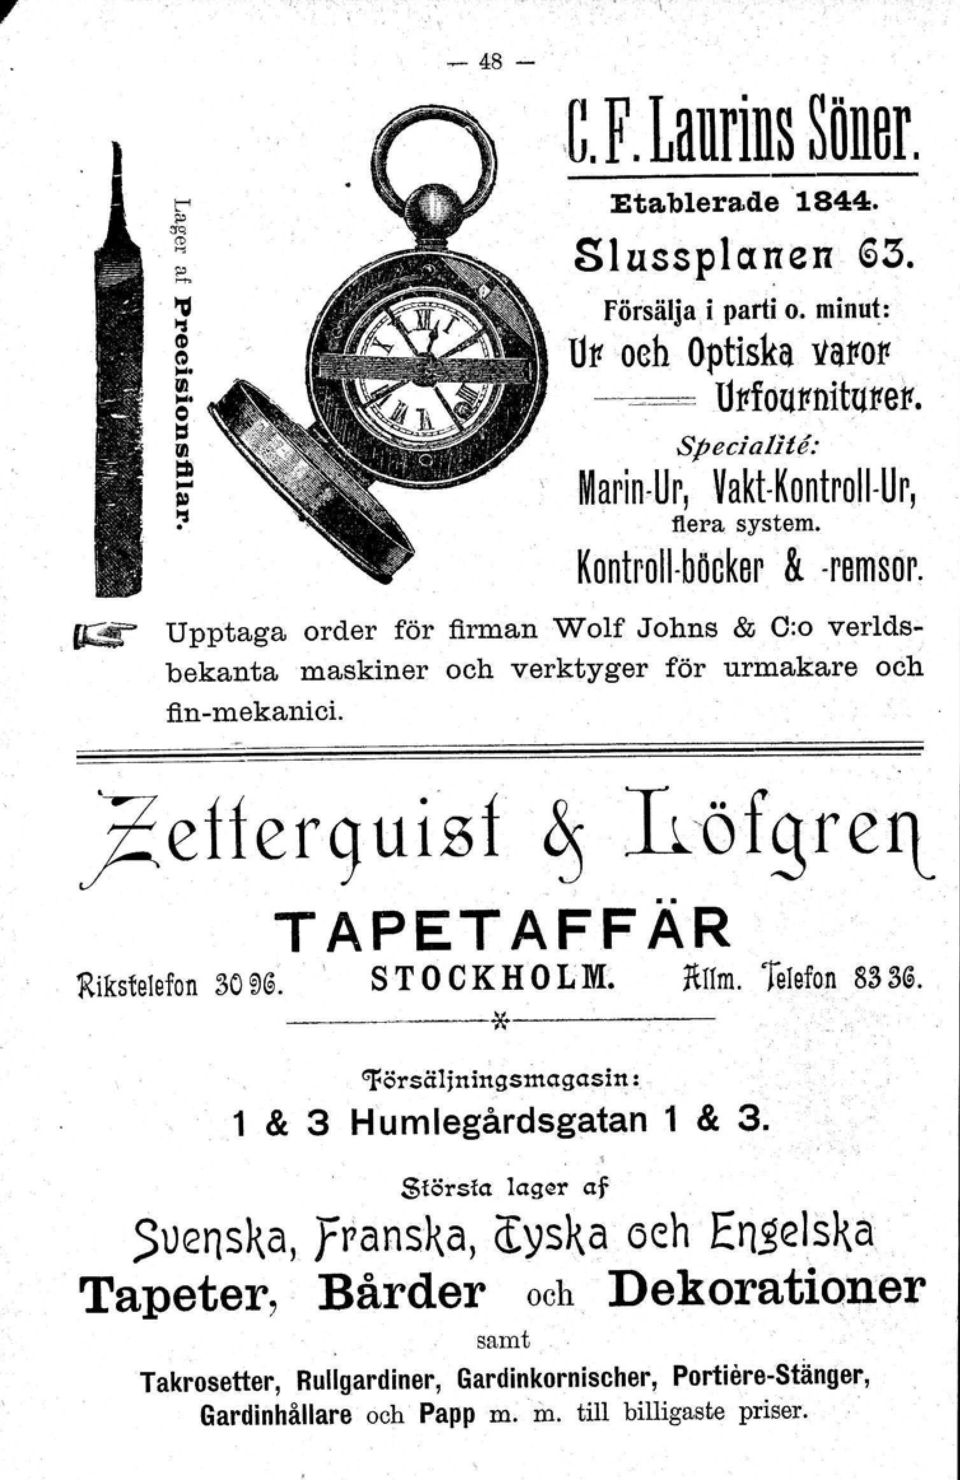 — 48 —
C. F. Laurins Söner.
Etablerade 1844.
Slussplanen 63.
Försälja i parti o. minut:
Ur och Optiska varor
Urfourniturer.
Specialité:
Marin-Ur, Vakt-Kontroll-Ur,
flera system.
Kontroll-böcker & -remsor.
Lager af Precisionsfilar.
Upptaga order för firman Wolf Johns & C:o verlds-
bekanta maskiner och verktyger för urmakare och
fin-mekanici.
Zetterquist & Löfgren
TAPETAFFÄR
Rikstelefon 30 96. STOCKHOLM. Allm. Telefon 83 36.
Försäljningsmagasin:
1 & 3 Humlegårdsgatan 1 & 3.
Största lager af
Svenska, Franska, Tyska och Engelska
Tapeter, Bårder och Dekorationer
samt
Takrosetter, Rullgardiner, Gardinkornischer, Portière-Stänger,
Gardinhållare och Papp m. m. till billigaste priser.